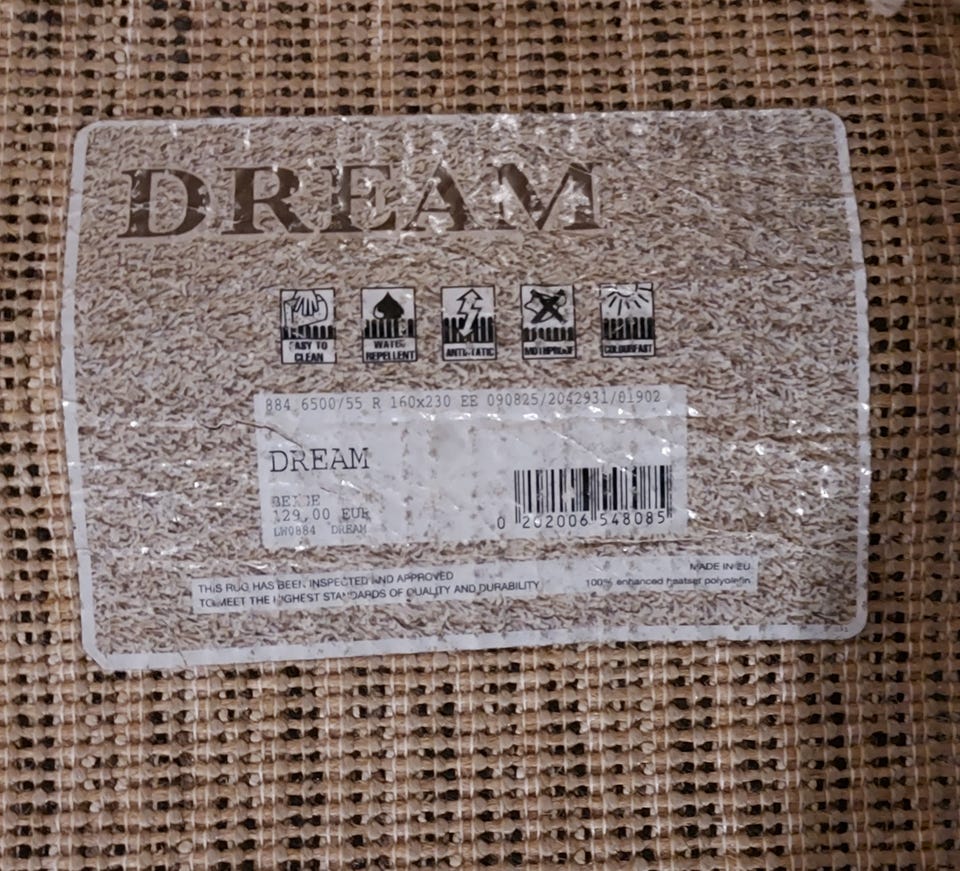 DREAM
EASY TO
CLEAN
WATER
REPELLENT
ANTISTATIC
MOTHPROOF
COLOURFAST
884 6500/55 R 160x230 EE 090825/2042931/01902
DREAM
BEIGE
129,00 EUR
LW0884 DREAM
0 202006 548085
THIS RUG HAS BEEN INSPECTED AND APPROVED
TO MEET THE HIGHEST STANDARDS OF QUALITY AND DURABILITY
MADE IN EU
100% enhanced heatset polyolefin